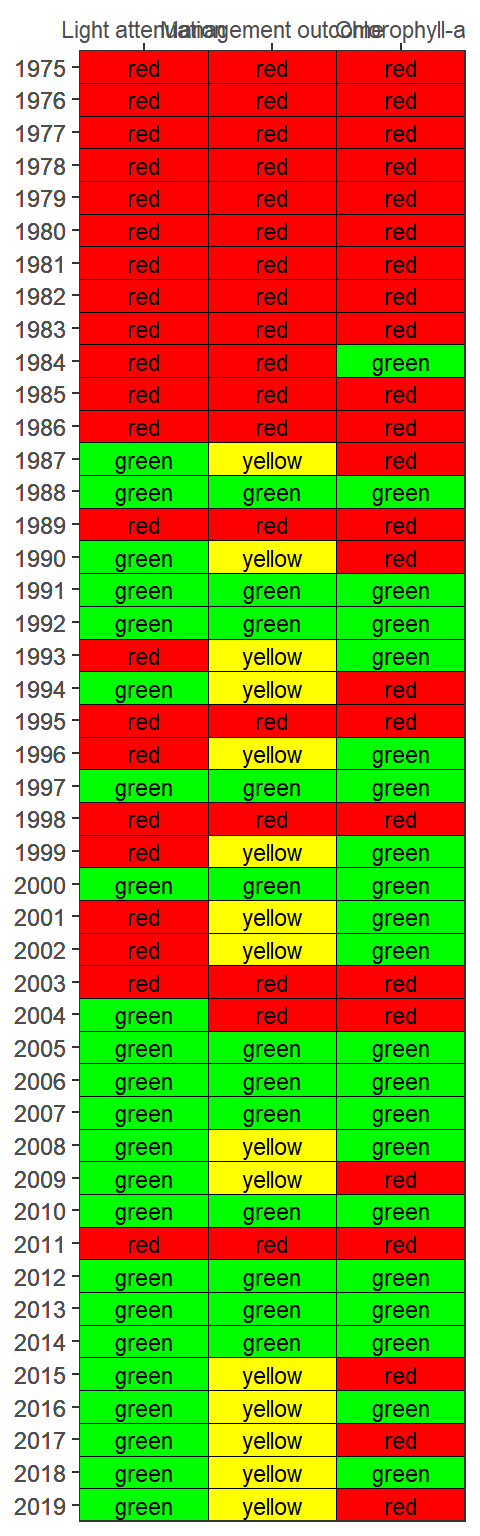 Light attenuation Management outcome Chlorophyll-a
1975 red red red
1976 red red red
1977 red red red
1978 red red red
1979 red red red
1980 red red red
1981 red red red
1982 red red red
1983 red red red
1984 red red green
1985 red red red
1986 red red red
1987 green yellow red
1988 green green green
1989 red red red
1990 green yellow red
1991 green green green
1992 green green green
1993 red yellow green
1994 green yellow red
1995 red red red
1996 red yellow green
1997 green green green
1998 red red red
1999 red yellow green
2000 green green green
2001 red yellow green
2002 red yellow green
2003 red red red
2004 green red red
2005 green green green
2006 green green green
2007 green green green
2008 green yellow green
2009 green yellow red
2010 green green green
2011 red red red
2012 green green green
2013 green green green
2014 green green green
2015 green yellow red
2016 green yellow green
2017 green yellow red
2018 green yellow green
2019 green yellow red